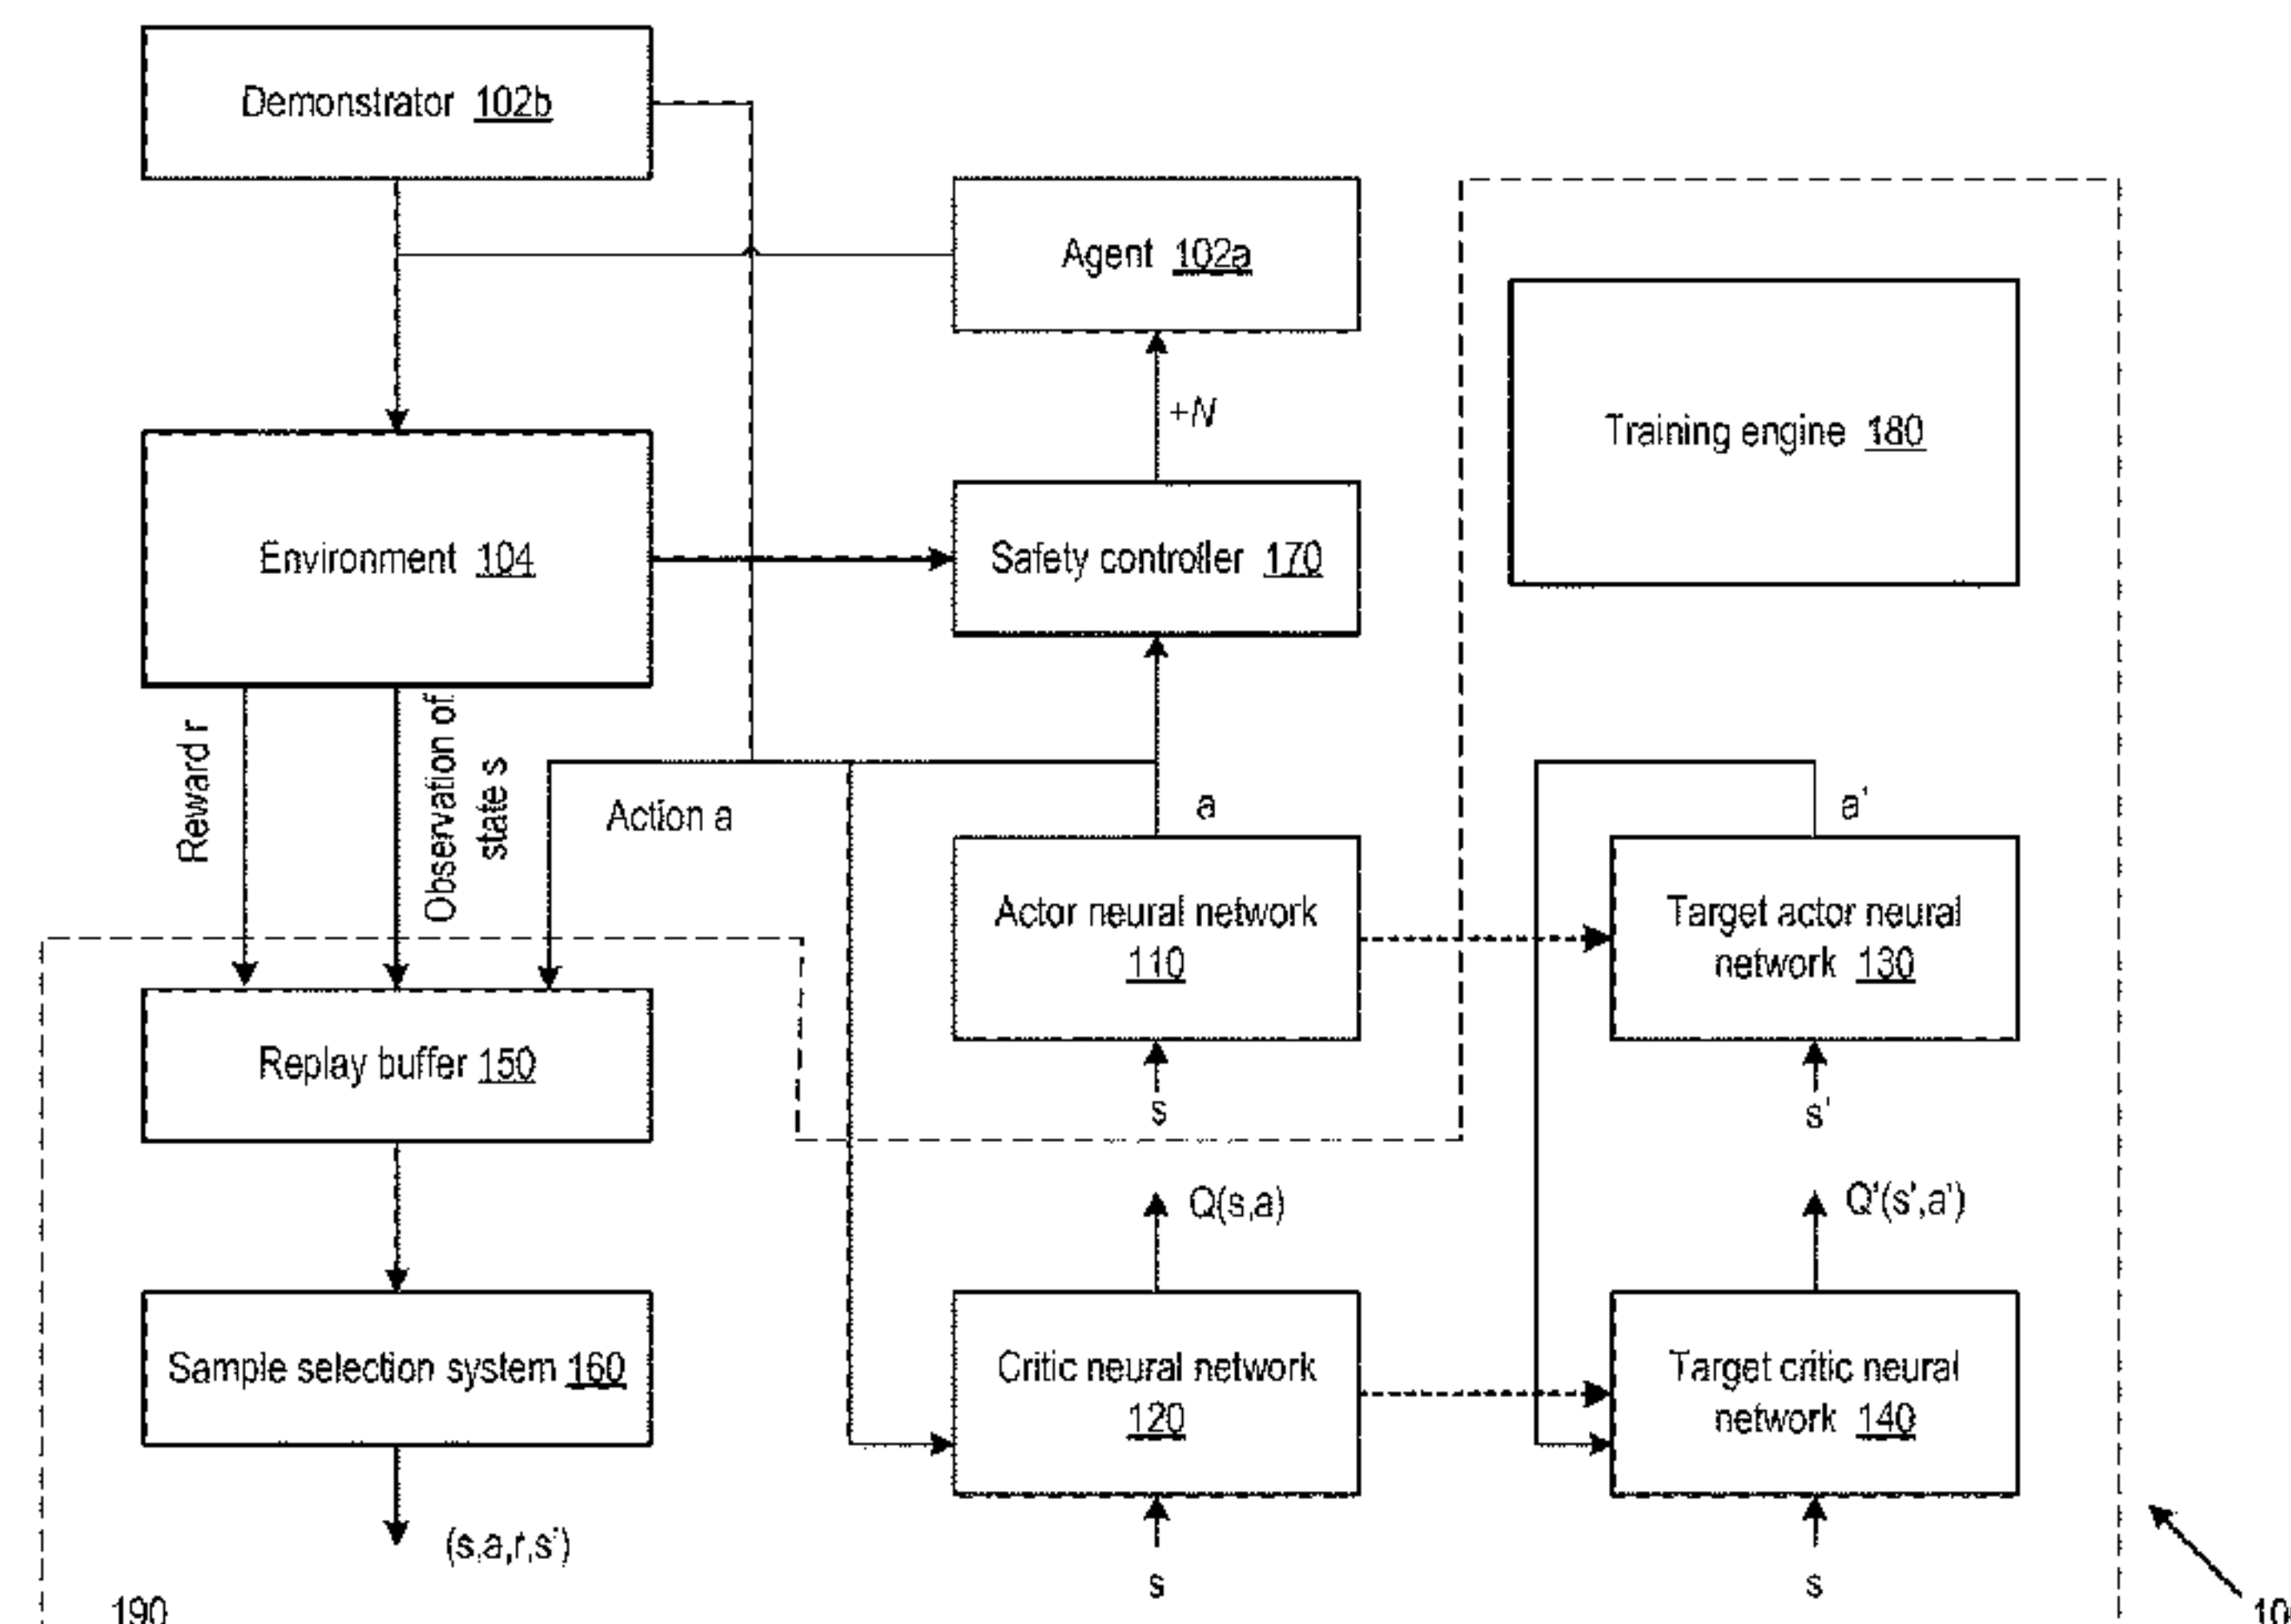 Demonstrator 102b
Agent 102a
+N
Training engine 180
Environment 104
Safety controller 170
Reward r
Observation of
state s
Action a
a
a'
Actor neural network
110
Target actor neural
network 130
Replay buffer 150
s
s'
Q(s,a)
Q'(s',a')
Sample selection system 160
Critic neural network
120
Target critic neural
network 140
(s,a,r,s')
s
s
190